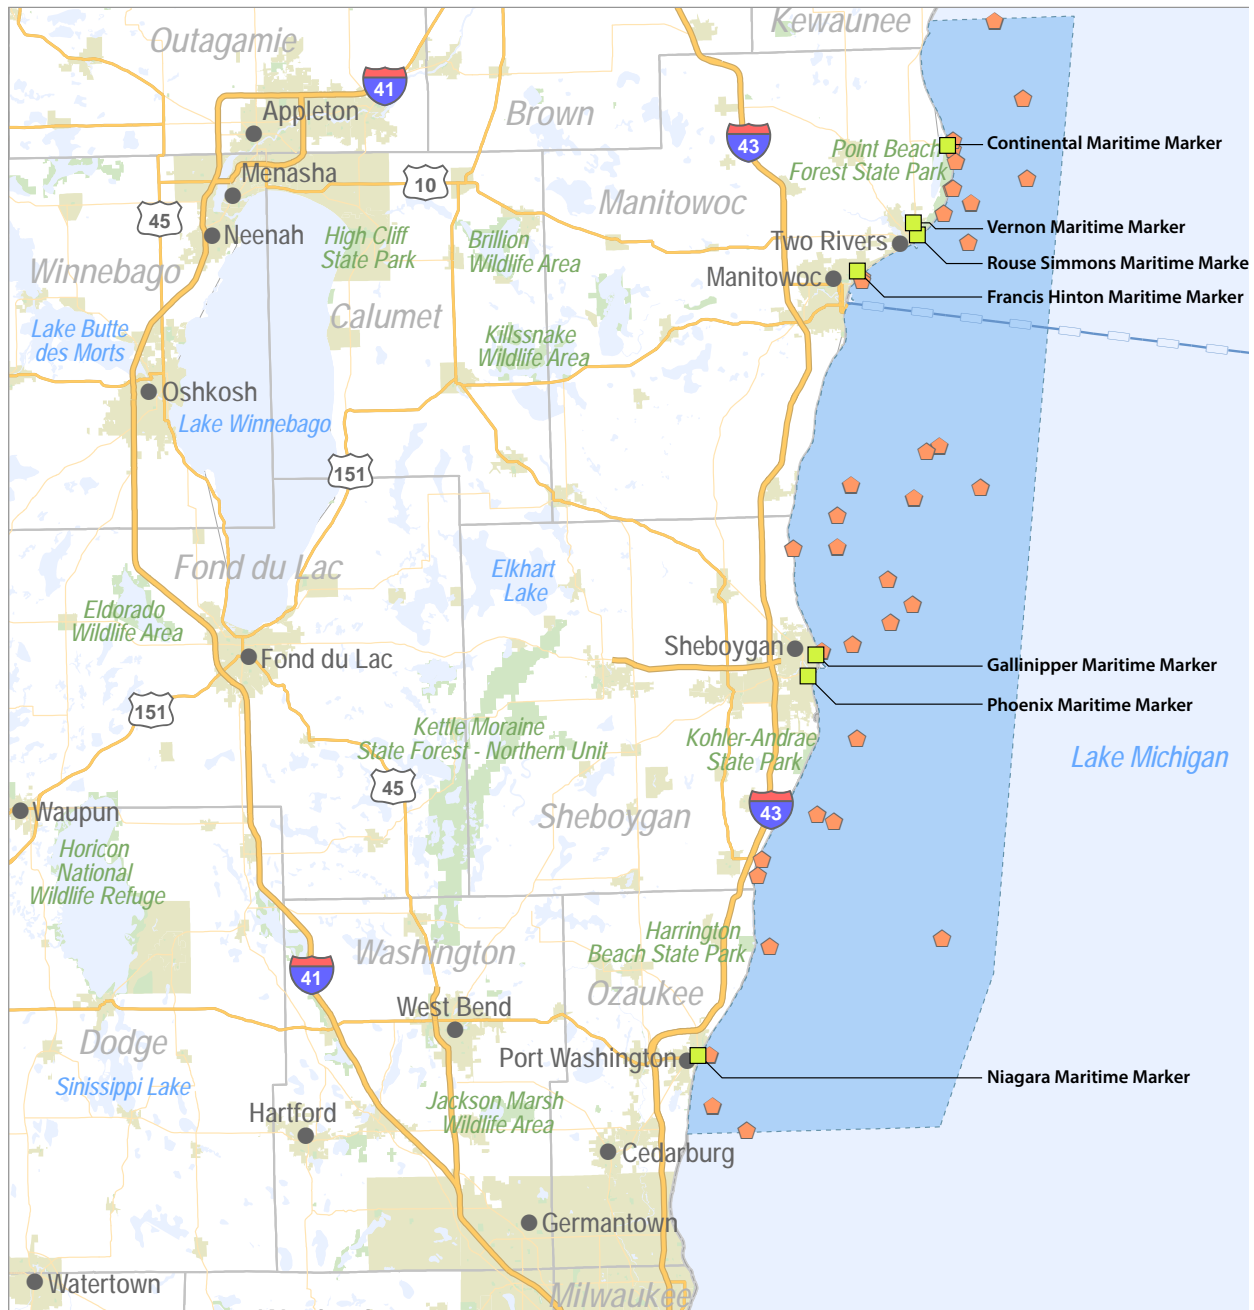 Outagamie
Kewaunee
41
Appleton
Brown
43
Continental Maritime Marker
Point Beach
Forest State Park
Menasha
10
Manitowoc
45
Neenah
High Cliff
State Park
Brillion
Wildlife Area
Two Rivers
Vernon Maritime Marker
Winnebago
Manitowoc
Rouse Simmons Maritime Marke
Francis Hinton Maritime Marker
Calumet
Lake Butte
des Morts
Killssnake
Wildlife Area
Oshkosh
Lake Winnebago
151
Fond du Lac
Elkhart
Lake
Eldorado
Wildlife Area
Sheboygan
Fond du Lac
Gallinipper Maritime Marker
Phoenix Maritime Marker
151
Kettle Moraine
State Forest - Northern Unit
Kohler-Andrae
State Park
Lake Michigan
45
43
Waupun
Sheboygan
Horicon
National
Wildlife Refuge
Harrington
Beach State Park
Washington
41
Ozaukee
West Bend
Dodge
Port Washington
Niagara Maritime Marker
Sinissippi Lake
Hartford
Jackson Marsh
Wildlife Area
Cedarburg
Germantown
Watertown
Milwaukee